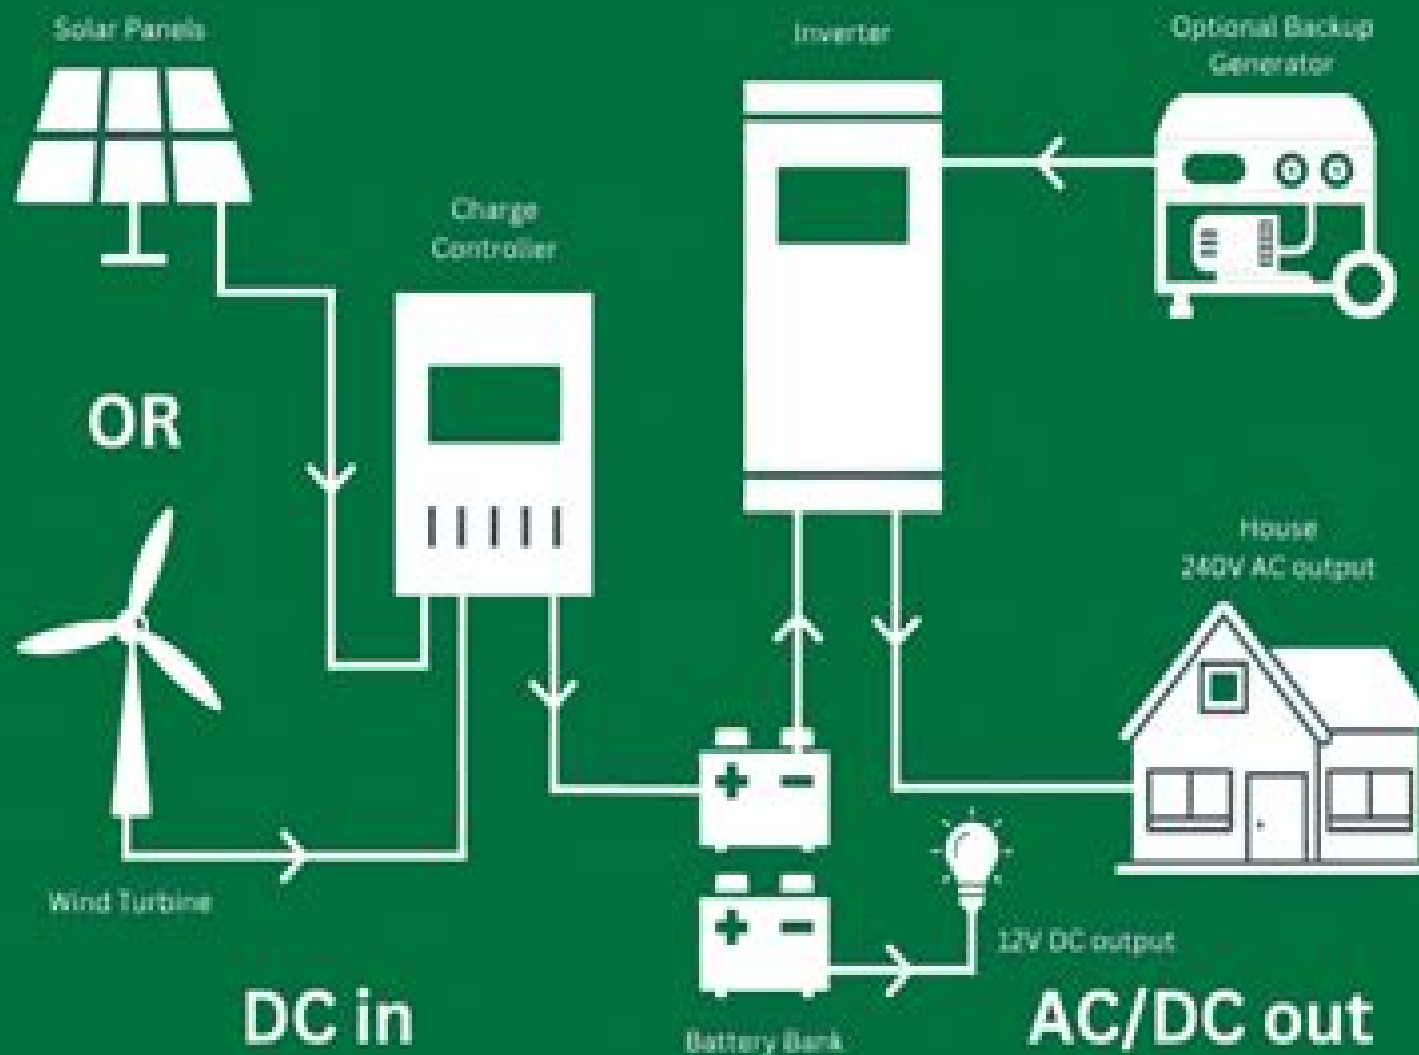 Solar Panels
Inverter
Optional Backup
Generator
Charge
Controller
OR
House
240V AC output
Wind Turbine
12V DC output
DC in
AC/DC out
Battery Bank